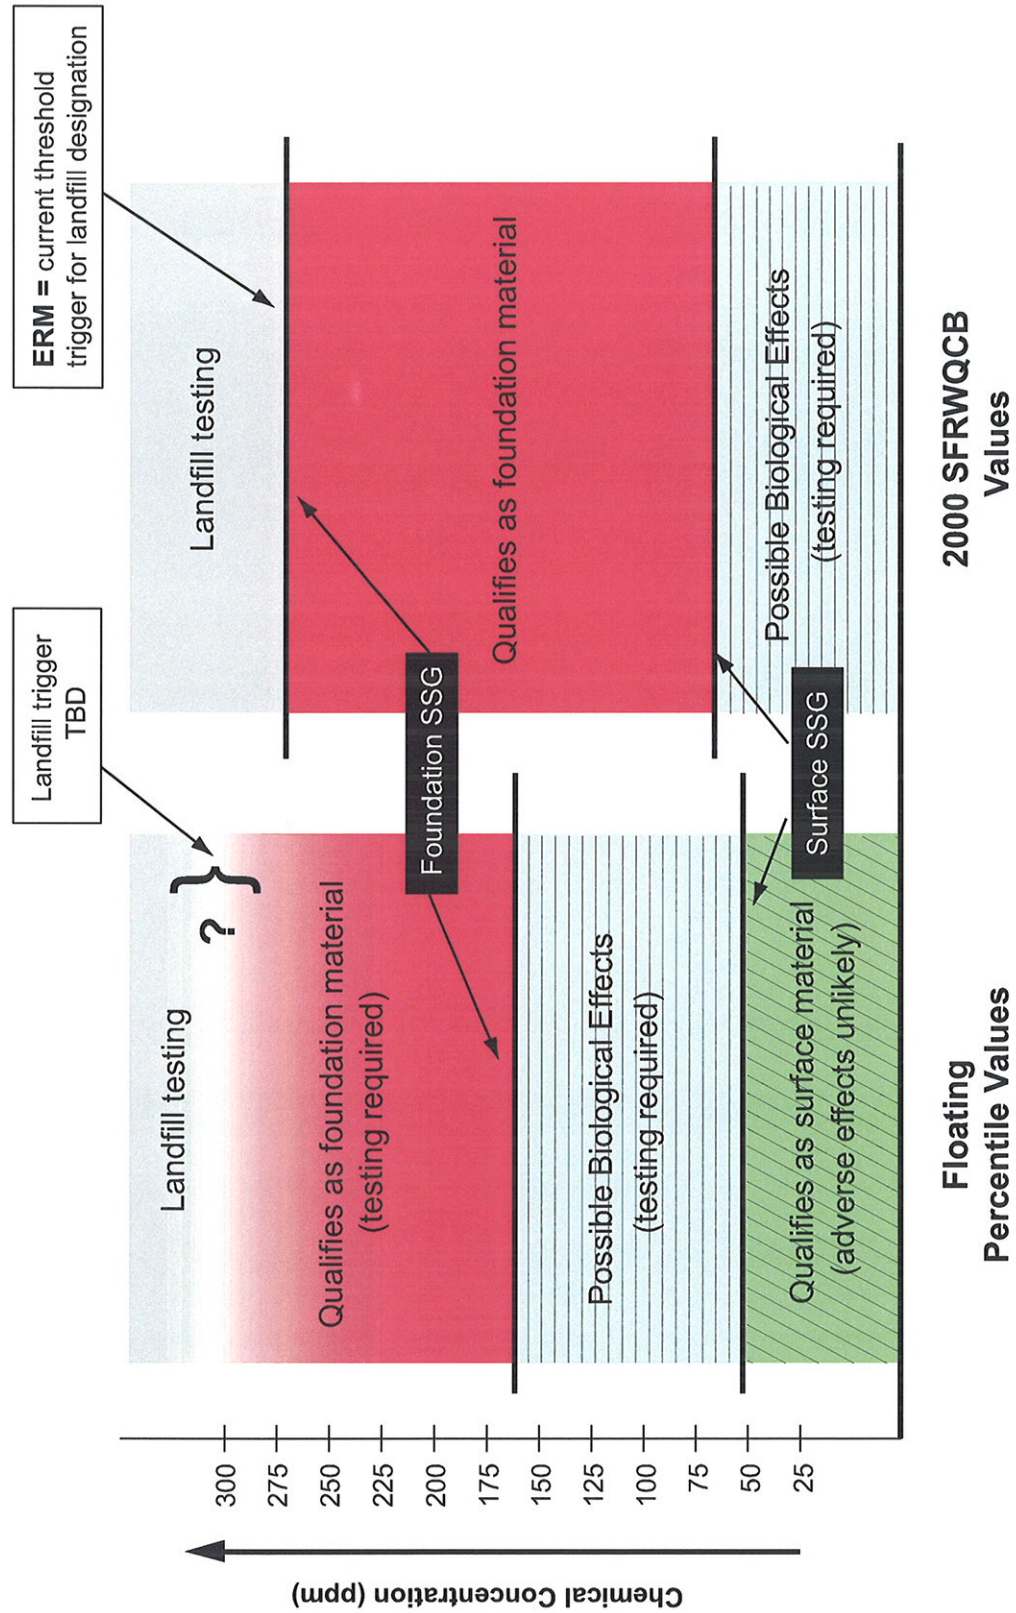 Chemical Concentration (ppm)
300
275
250
225
200
175
150
125
100
75
50
25
Landfill testing
?
Landfill trigger
TBD
Qualifies as foundation material
(testing required)
Possible Biological Effects
(testing required)
Qualifies as surface material
(adverse effects unlikely)
Floating
Percentile Values
Foundation SSG
Surface SSG
ERM = current threshold
trigger for landfill designation
Landfill testing
Qualifies as foundation material
Possible Biological Effects
(testing required)
2000 SFRWQCB
Values